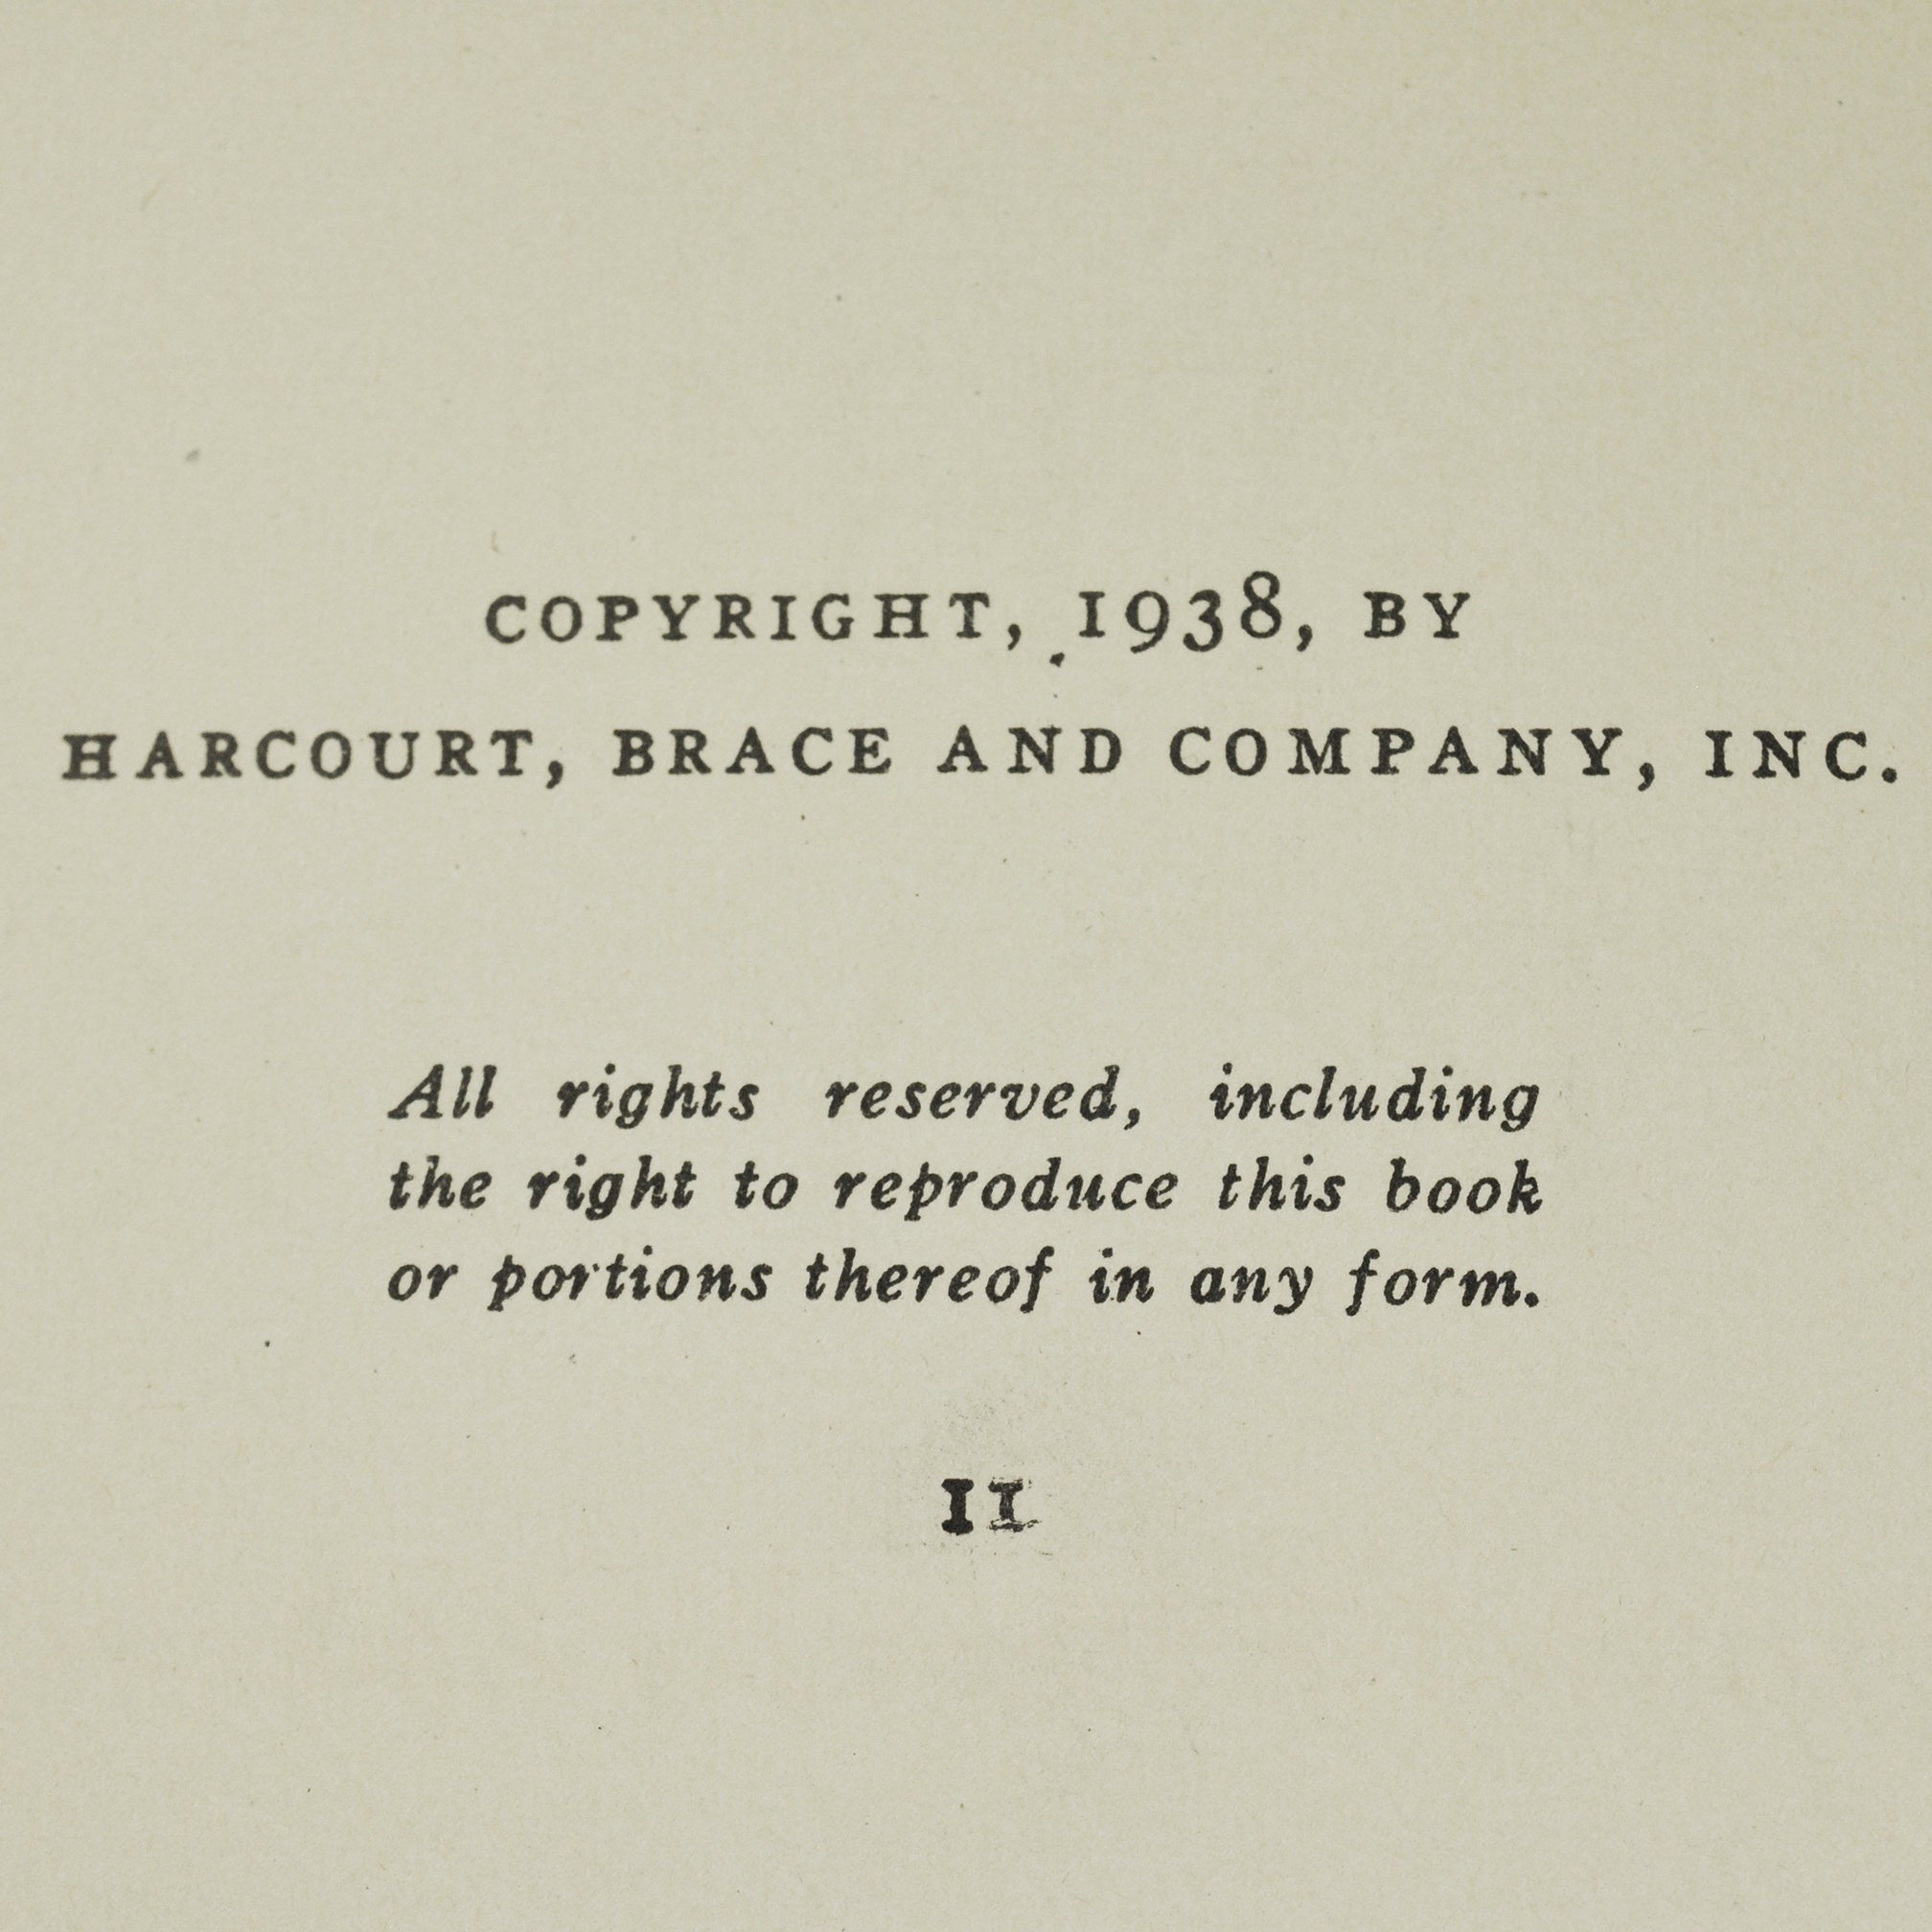 COPYRIGHT, 1938, BY
HARCOURT, BRACE AND COMPANY, INC.
All rights reserved, including
the right to reproduce this book
or portions thereof in any form.
11